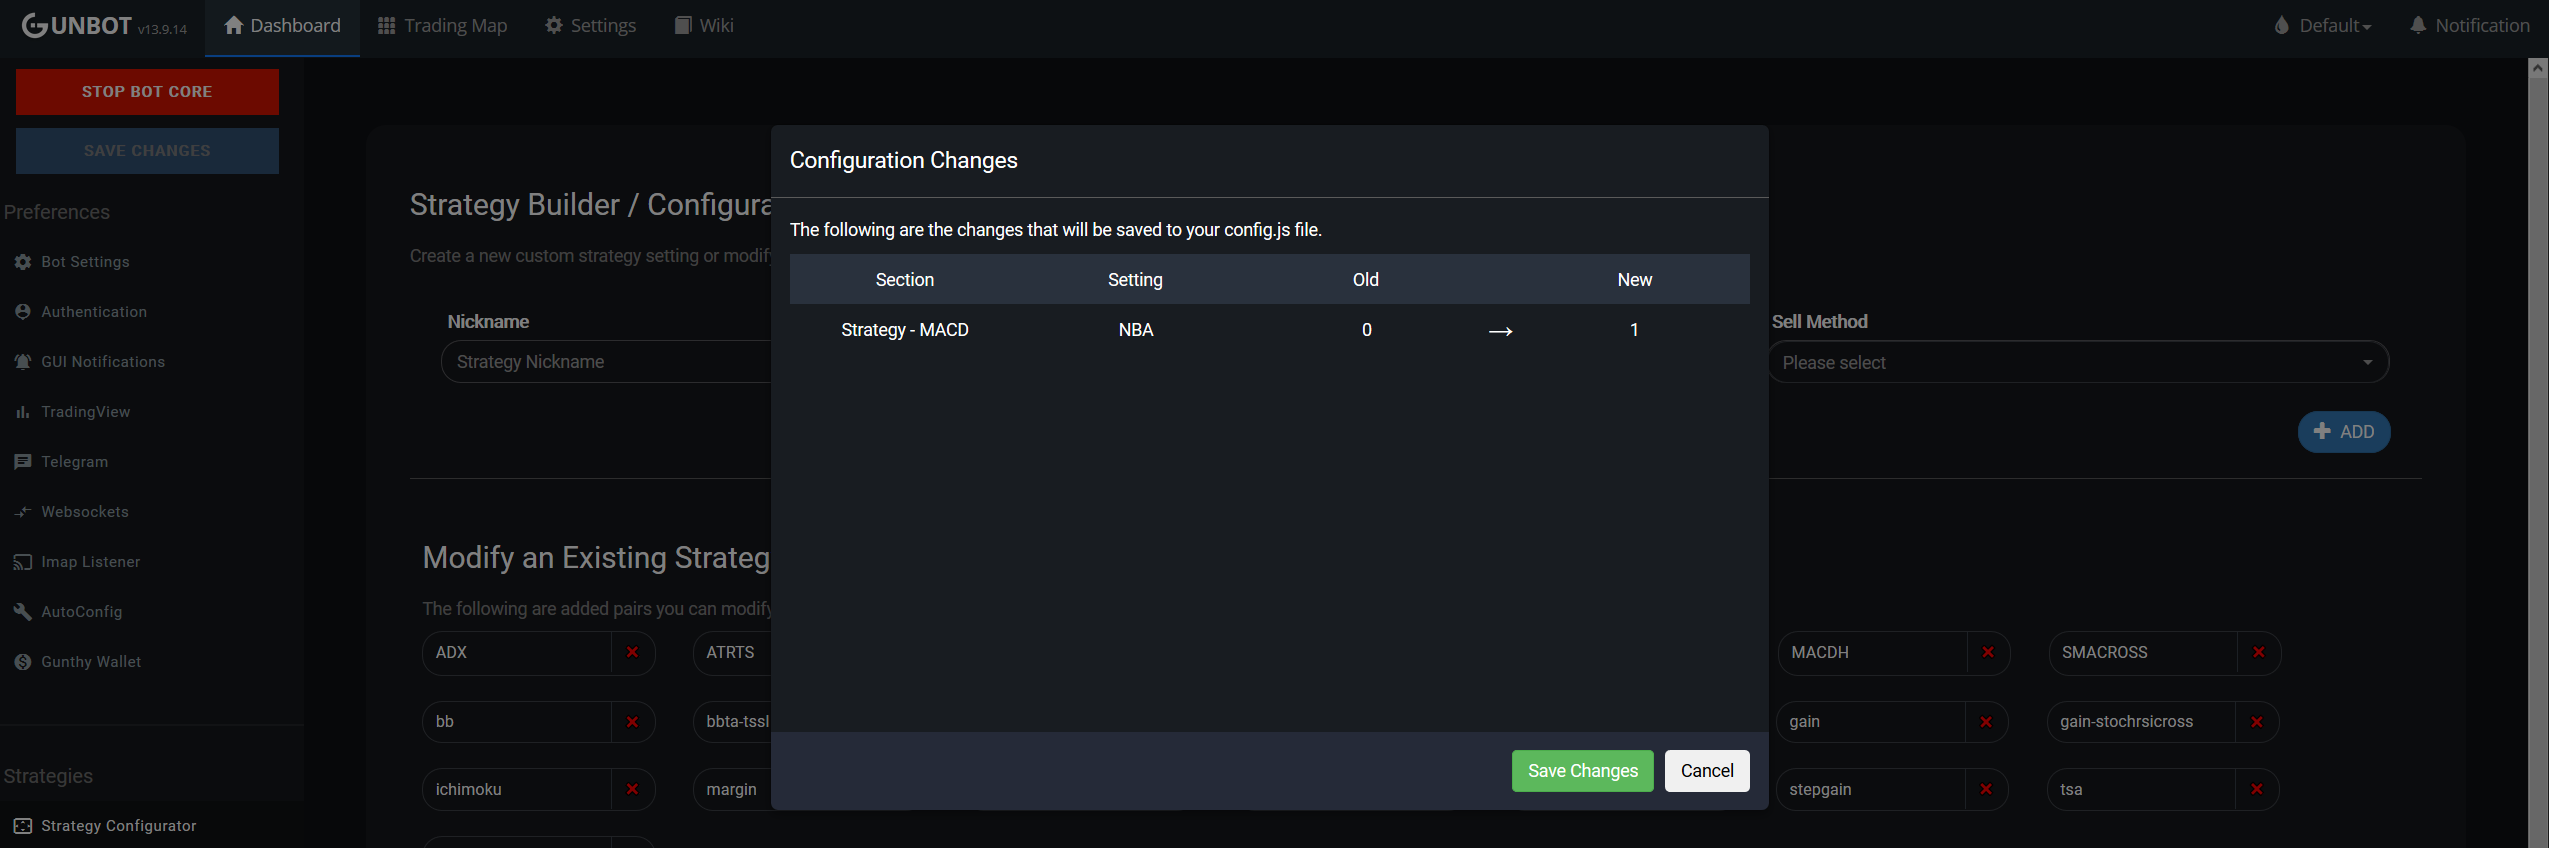 GUNBOT v13.9.14 Dashboard Trading Map Settings Wiki Default Notification
STOP BOT CORE
SAVE CHANGES
Preferences
Bot Settings
Authentication
GUI Notifications
TradingView
Telegram
Websockets
Imap Listener
AutoConfig
Gunthy Wallet
Strategies
Strategy Configurator
Strategy Builder / Configura
Create a new custom strategy setting or modify
Nickname
Strategy Nickname
Sell Method
Please select
ADD
Modify an Existing Strateg
The following are added pairs you can modify
ADX ATRTS MACDH SMACROSS
bb bbta-tssl gain gain-stochrsicross
ichimoku margin stepgain tsa
Configuration Changes
The following are the changes that will be saved to your config.js file.
Section Setting Old New
Strategy - MACD NBA 0 → 1
Save Changes Cancel